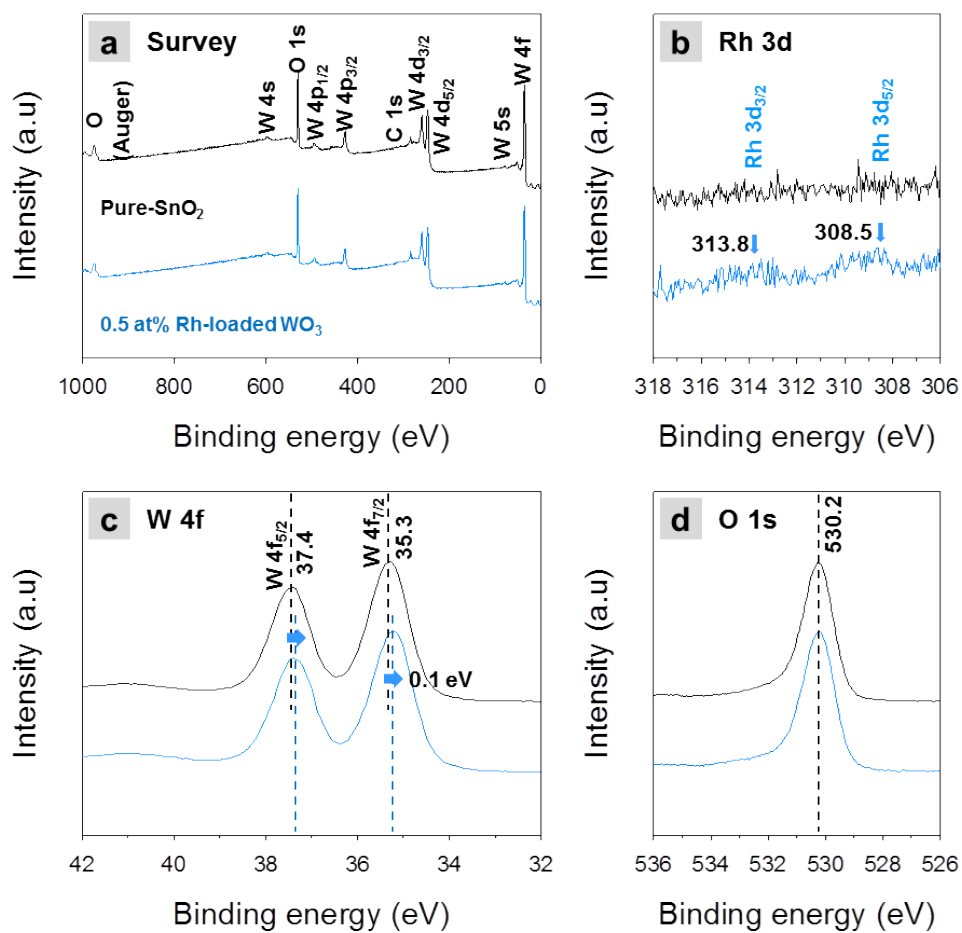 a Survey
Intensity (a.u)
O
(Auger)
W 4s
O 1s
W 4p1/2
W 4p3/2
C 1s
W 4d3/2
W 4d5/2
W 5s
W 4f
Pure-SnO2
0.5 at% Rh-loaded WO3
1000 800 600 400 200 0
Binding energy (eV)
b Rh 3d
Intensity (a.u)
Rh 3d3/2
Rh 3d5/2
313.8
308.5
318 316 314 312 310 308 306
Binding energy (eV)
c W 4f
Intensity (a.u)
W 4f5/2
37.4
W 4f7/2
35.3
0.1 eV
42 40 38 36 34 32
Binding energy (eV)
d O 1s
Intensity (a.u)
530.2
536 534 532 530 528 526
Binding energy (eV)